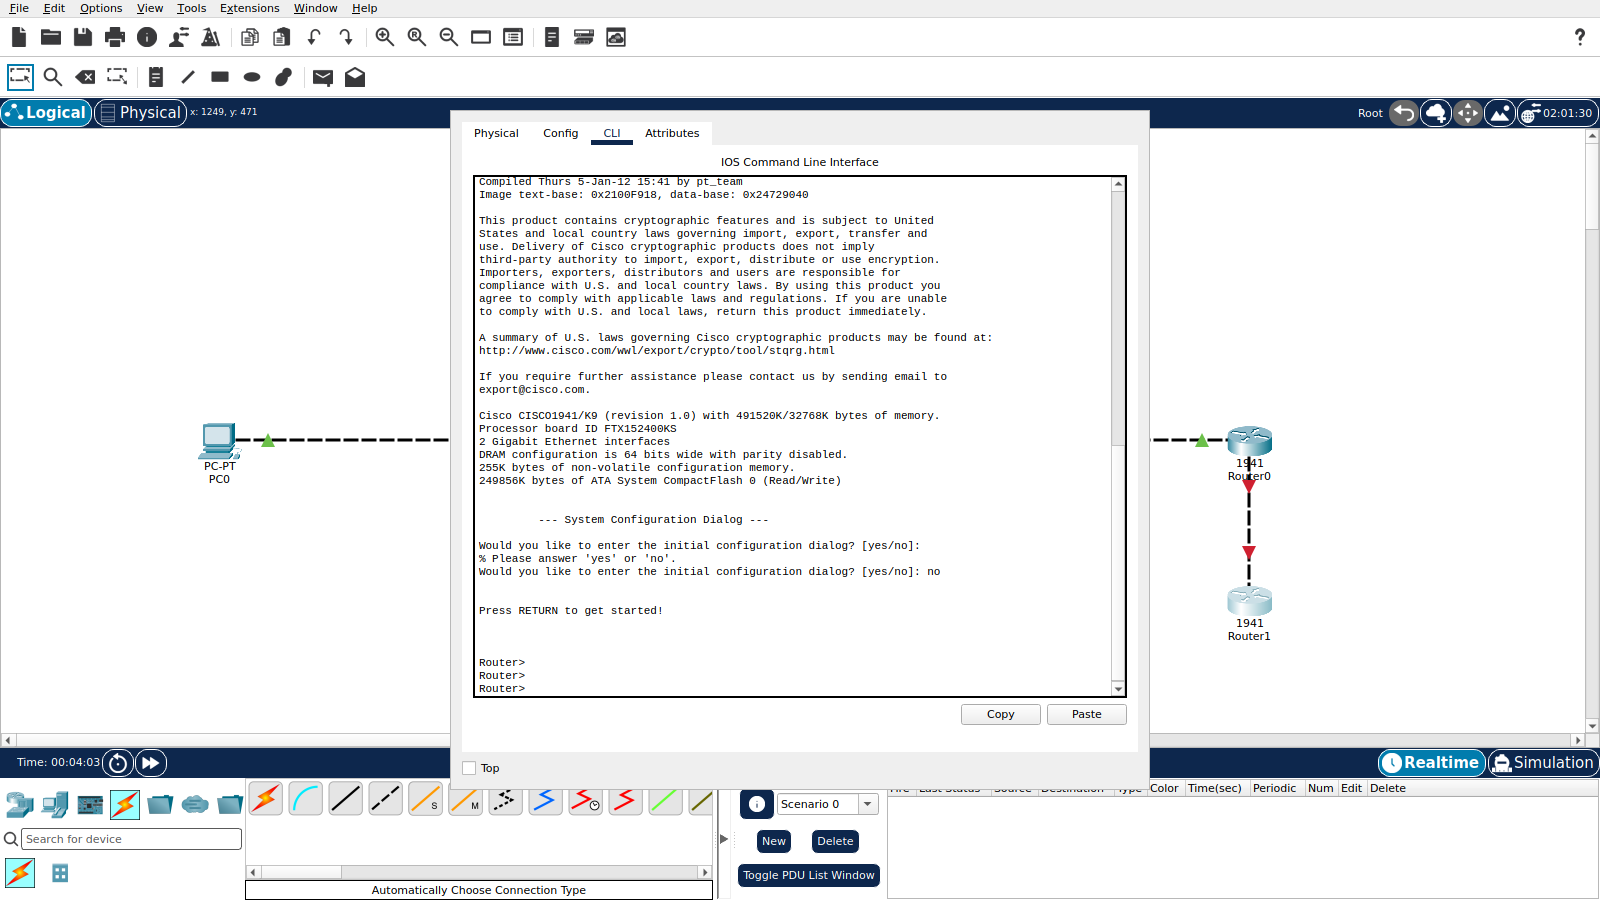 File Edit Options View Tools Extensions Window Help
Logical Physical x: 1249, y: 471
Root 02:01:30
Physical Config CLI Attributes
IOS Command Line Interface
Compiled Thurs 5-Jan-12 15:41 by pt_team
Image text-base: 0x2100F918, data-base: 0x24729040
This product contains cryptographic features and is subject to United
States and local country laws governing import, export, transfer and
use. Delivery of Cisco cryptographic products does not imply
third-party authority to import, export, distribute or use encryption.
Importers, exporters, distributors and users are responsible for
compliance with U.S. and local country laws. By using this product you
agree to comply with applicable laws and regulations. If you are unable
to comply with U.S. and local laws, return this product immediately.
A summary of U.S. laws governing Cisco cryptographic products may be found at:
http://www.cisco.com/wwl/export/crypto/tool/stqrg.html
If you require further assistance please contact us by sending email to
export@cisco.com.
Cisco CISCO1941/K9 (revision 1.0) with 491520K/32768K bytes of memory.
Processor board ID FTX152400KS
2 Gigabit Ethernet interfaces
DRAM configuration is 64 bits wide with parity disabled.
255K bytes of non-volatile configuration memory.
249856K bytes of ATA System CompactFlash 0 (Read/Write)
--- System Configuration Dialog ---
Would you like to enter the initial configuration dialog? [yes/no]:
% Please answer 'yes' or 'no'.
Would you like to enter the initial configuration dialog? [yes/no]: no
Press RETURN to get started!
Router>
Router>
Router>
Copy Paste
Top
PC-PT
PC0
1941
Router0
1941
Router1
Time: 00:04:03
Realtime Simulation
Search for device
S
M
Automatically Choose Connection Type
Scenario 0
New Delete
Toggle PDU List Window
Fire Last Status Source Destination Type Color Time(sec) Periodic Num Edit Delete